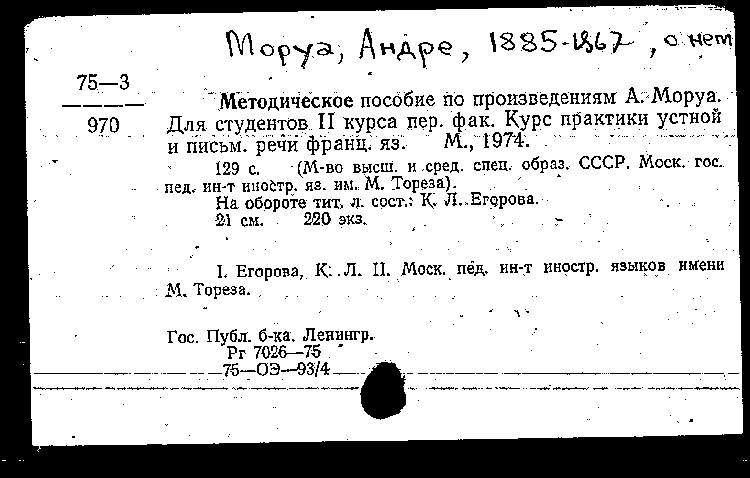 Моруа, Андре, 1885-1967, о нем
75—3
970
Методическое пособие по произведениям А. Моруа.
Для студентов II курса пер. фак. Курс практики устной
и письм. речи франц. яз. М., 1974.
129 с. (М-во высш. и сред. спец. образ. СССР. Моск. гос.
пед. ин-т иностр. яз. им. М. Тореза).
На обороте тит. л. сост.: К. Л. Егорова.
21 см. 220 экз.
I. Егорова, К. Л. II. Моск. пед. ин-т иностр. языков имени
М. Тореза.
Гос. Публ. б-ка. Ленингр.
Рг 7026—75
75—ОЭ—93/4